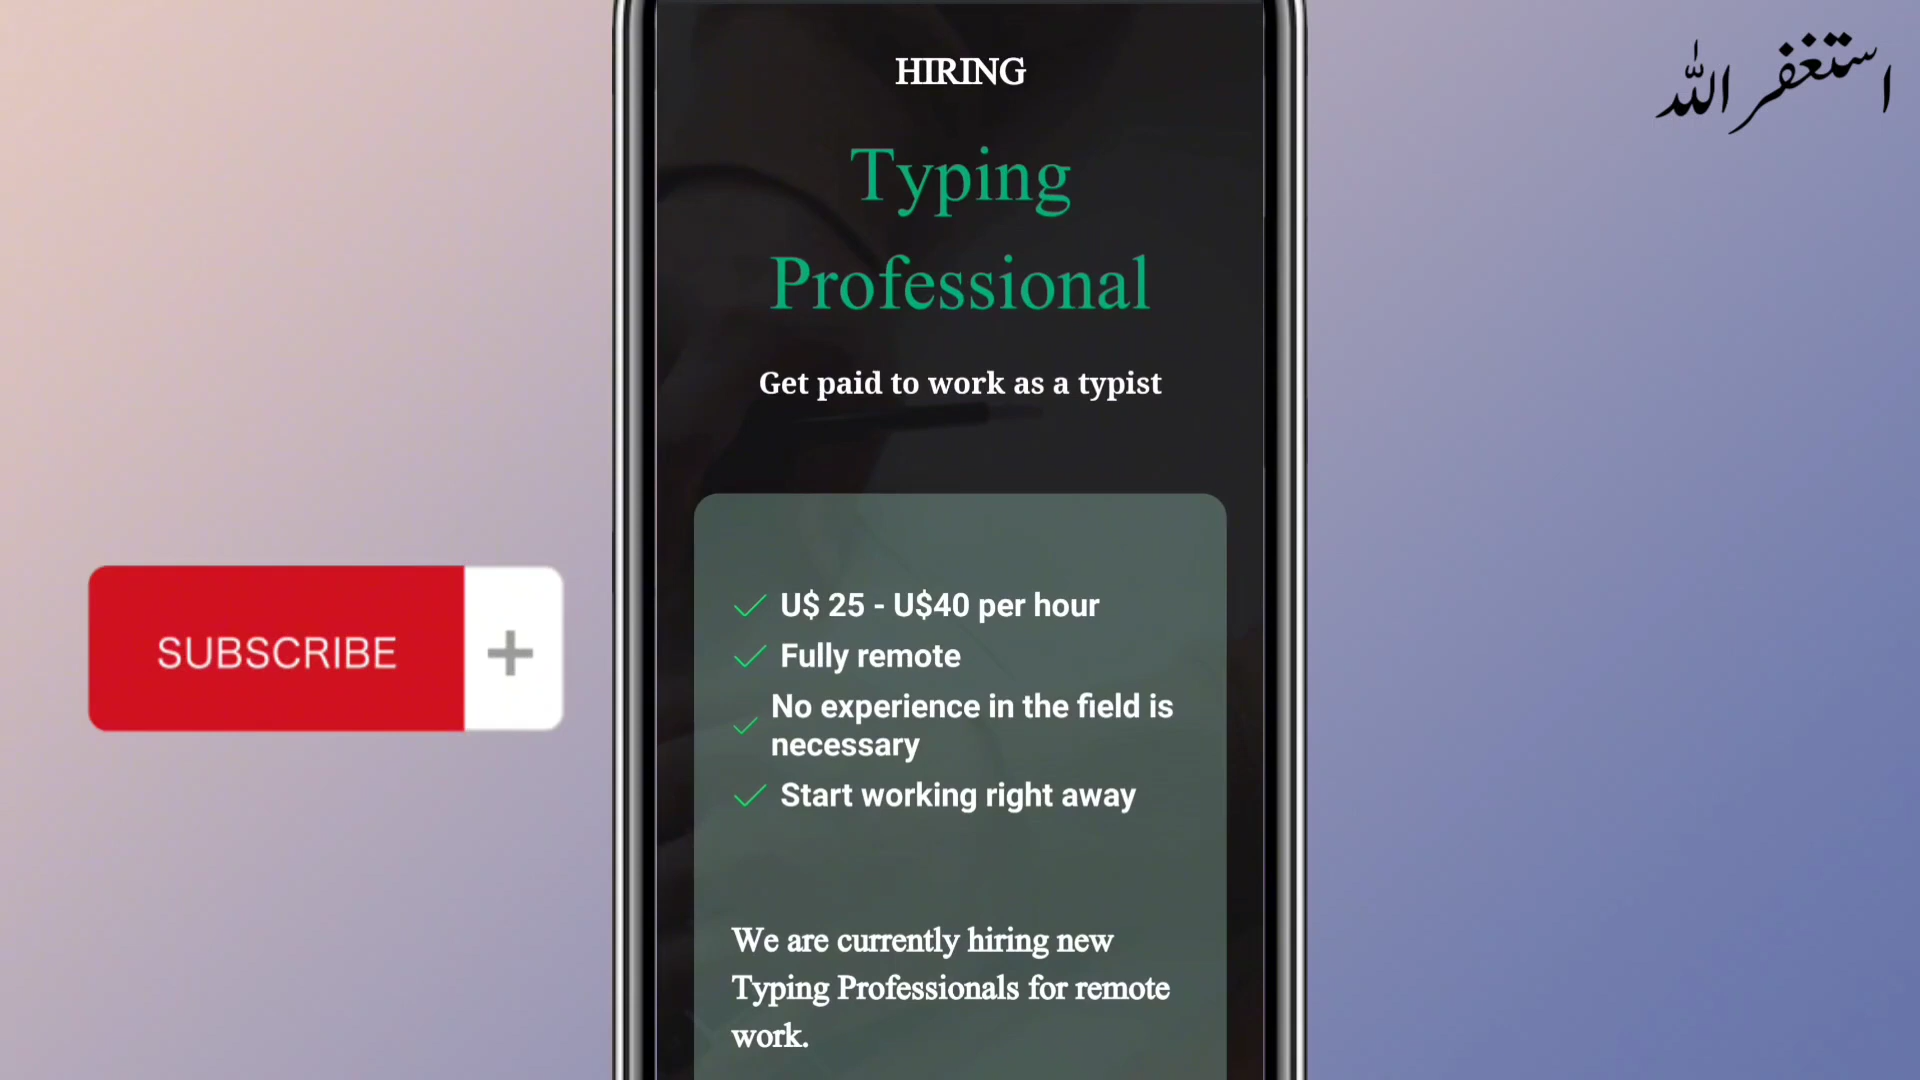 HIRING
استغفر اللہ
Typing
Professional
Get paid to work as a typist
U$ 25 - U$40 per hour
Fully remote
No experience in the field is
necessary
Start working right away
SUBSCRIBE +
We are currently hiring new
Typing Professionals for remote
work.